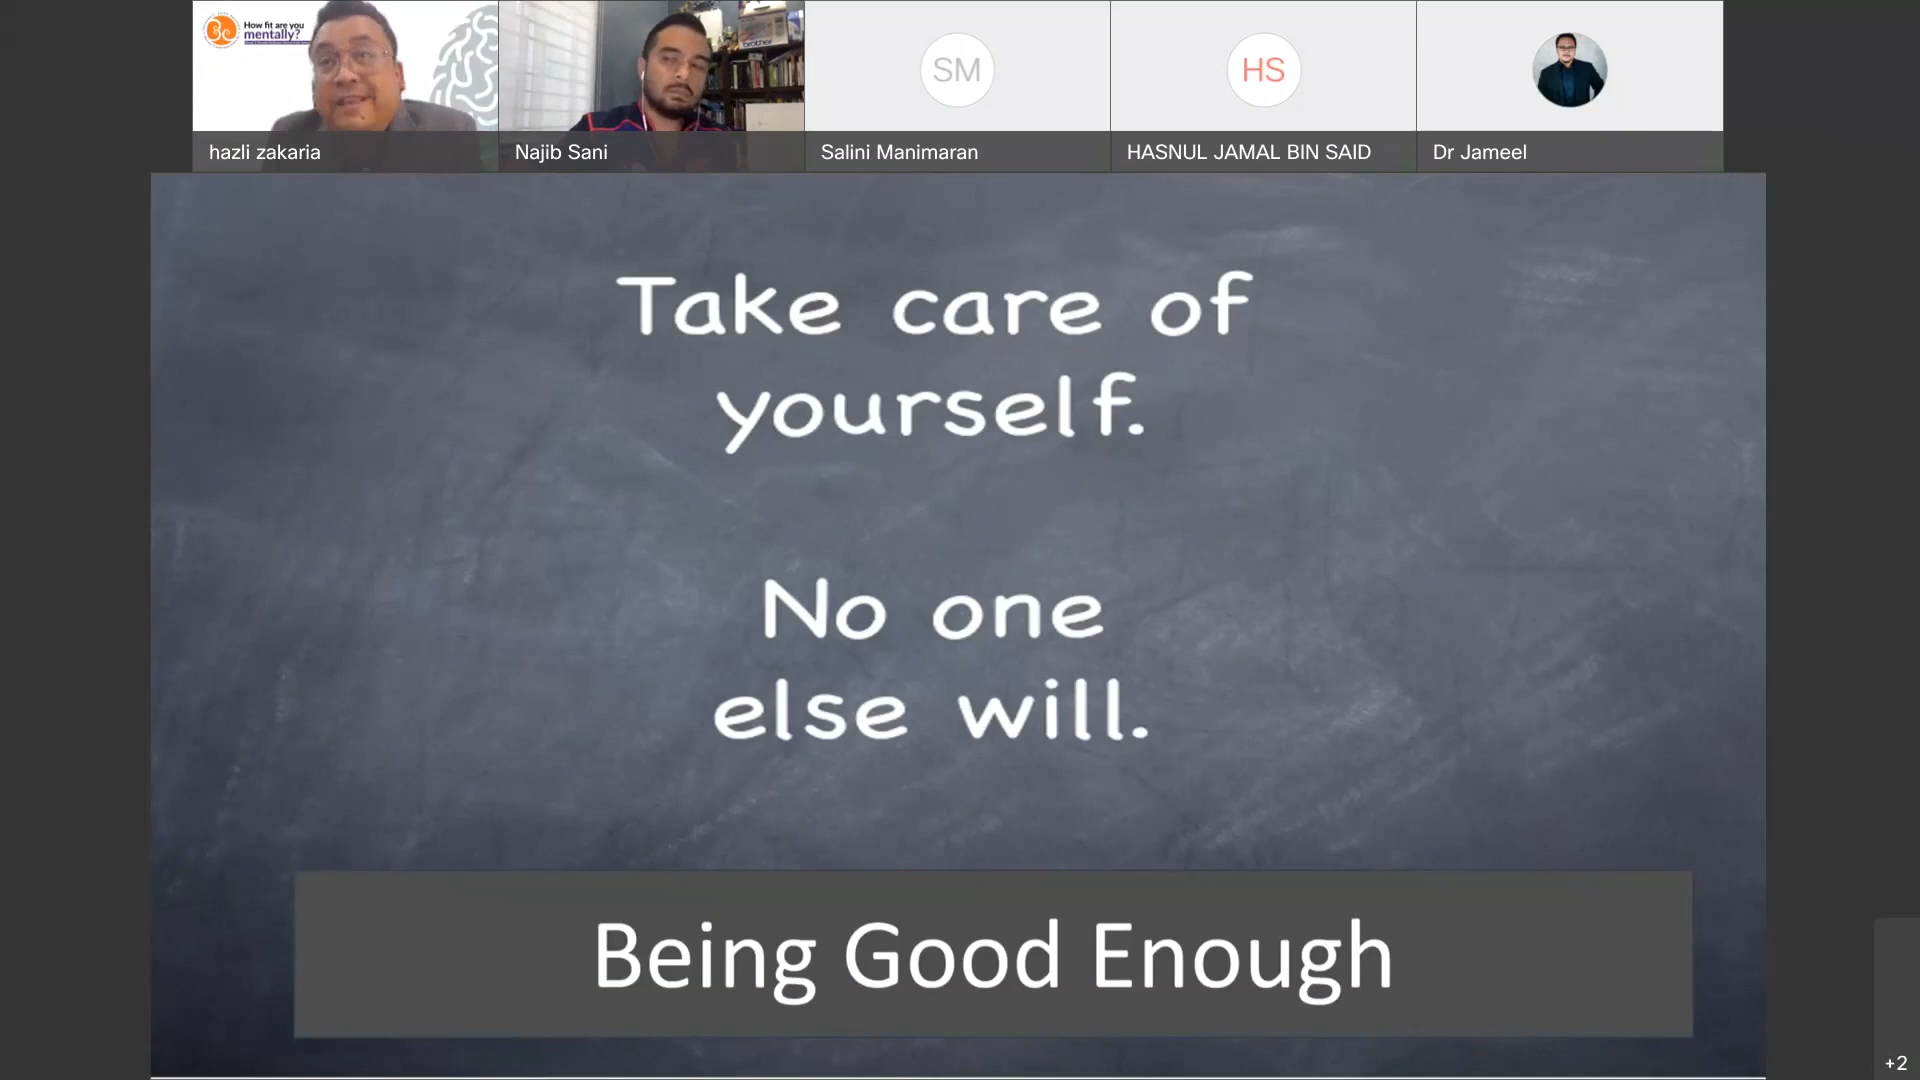 How fit are you
mentally?
brother
SM
HS
hazli zakaria
Najib Sani
Salini Manimaran
HASNUL JAMAL BIN SAID
Dr Jameel
Take care of
yourself.
No one
else will.
Being Good Enough
+2